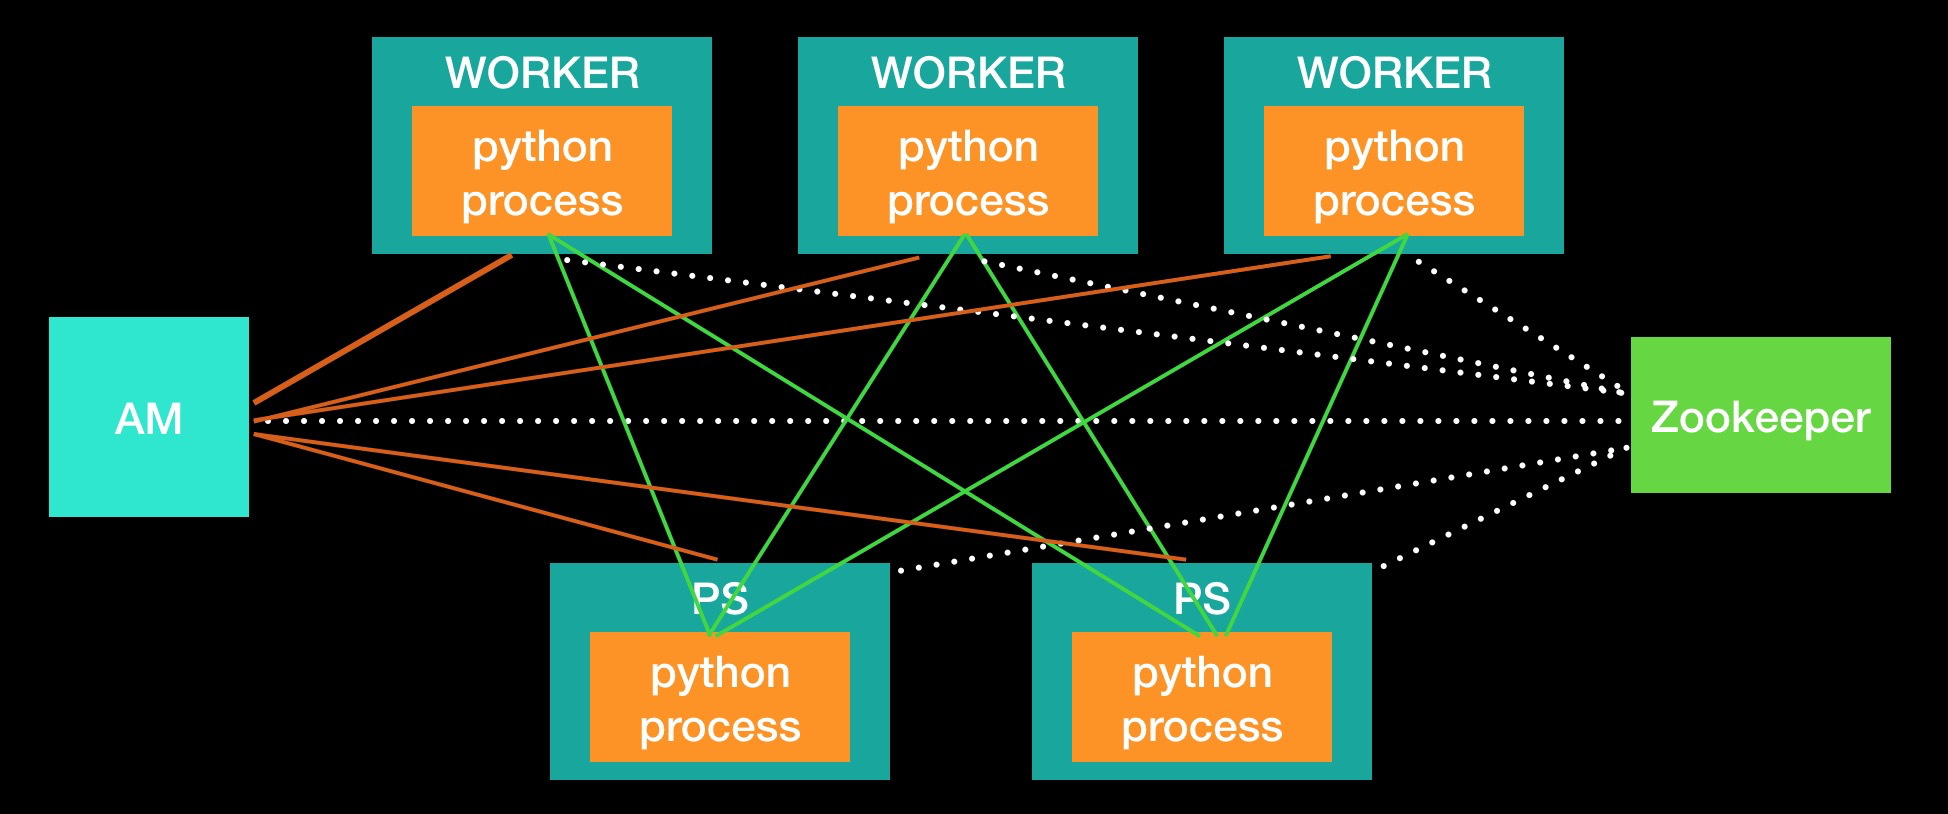 WORKER
python
process
WORKER
python
process
WORKER
python
process
AM
Zookeeper
PS
python
process
PS
python
process